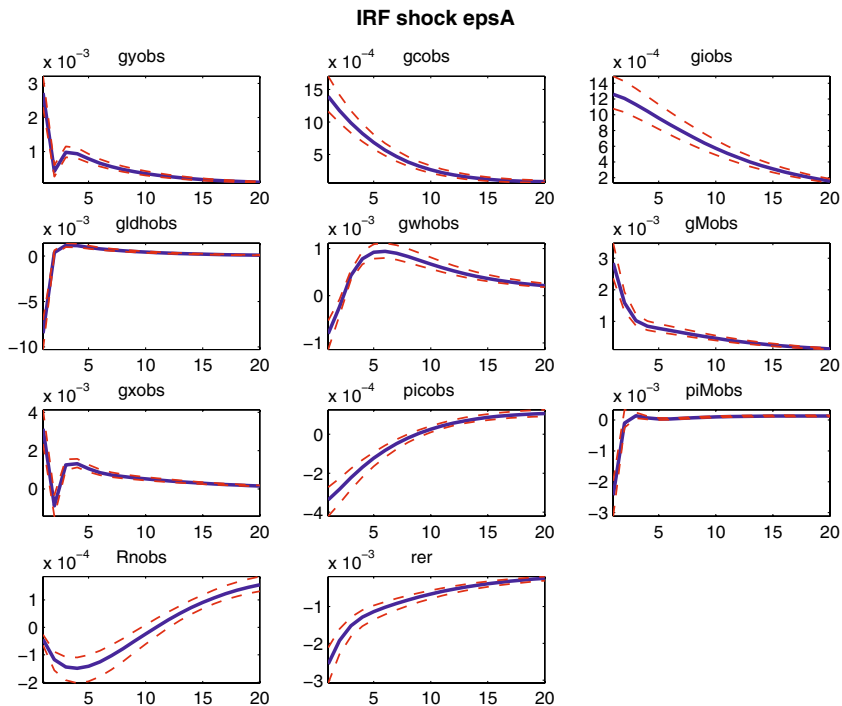 IRF shock epsA
x 10⁻³
gyobs
3
2
1
5 10 15 20
x 10⁻⁴
gcobs
15
10
5
5 10 15 20
x 10⁻⁴
giobs
14
12
10
8
6
4
2
5 10 15 20
x 10⁻³
gldhobs
0
−5
−10
5 10 15 20
x 10⁻³
gwhobs
1
0
−1
5 10 15 20
x 10⁻³
gMobs
3
2
1
5 10 15 20
x 10⁻³
gxobs
4
2
0
5 10 15 20
x 10⁻⁴
picobs
0
−2
−4
5 10 15 20
x 10⁻³
piMobs
0
−1
−2
−3
5 10 15 20
x 10⁻⁴
Rnobs
1
0
−1
−2
5 10 15 20
x 10⁻³
rer
−1
−2
−3
5 10 15 20